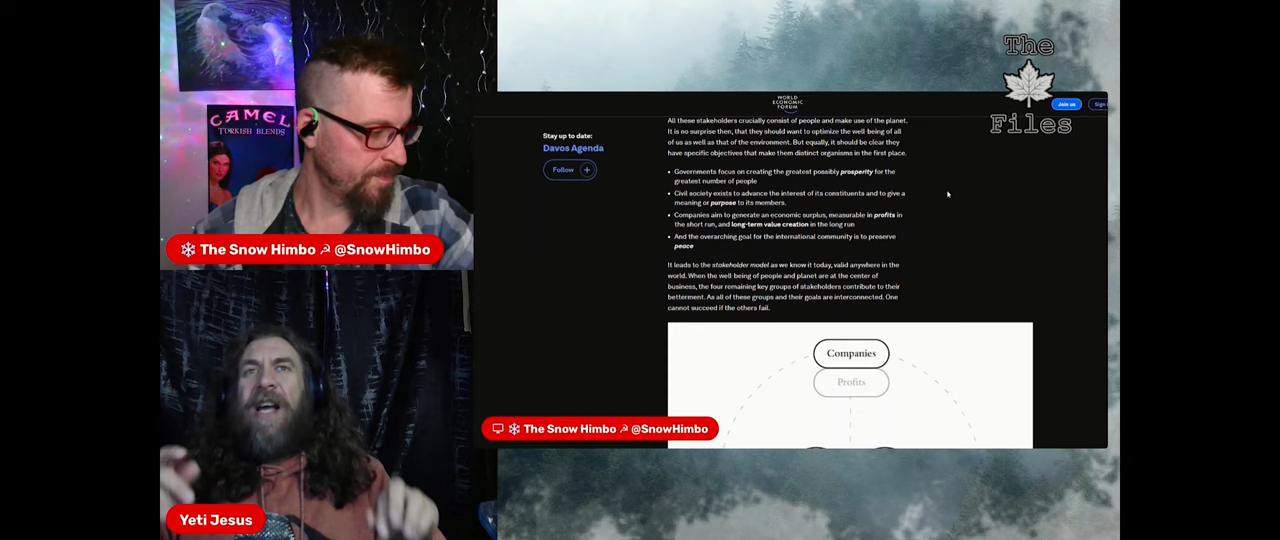 CAMEL
TURKISH BLENDS
❄ The Snow Himbo ☭ @SnowHimbo
Yeti Jesus
The
Files
WORLD
ECONOMIC
FORUM
Join us
Sign
Stay up to date:
Davos Agenda
Follow +
All these stakeholders crucially consist of people and make use of the planet.
It is no surprise then, that they should want to optimize the well-being of all
of us as well as that of the environment. But equally, it should be clear they
have specific objectives that make them distinct organisms in the first place.
• Governments focus on creating the greatest possibly prosperity for the
greatest number of people
• Civil society exists to advance the interest of its constituents and to give a
meaning or purpose to its members.
• Companies aim to generate an economic surplus, measurable in profits in
the short run, and long-term value creation in the long run
• And the overarching goal for the international community is to preserve
peace
It leads to the stakeholder model as we know it today, valid anywhere in the
world. When the well-being of people and planet are at the center of
business, the four remaining key groups of stakeholders contribute to their
betterment. As all of these groups and their goals are interconnected. One
cannot succeed if the others fail.
Companies
Profits
❄ The Snow Himbo ☭ @SnowHimbo